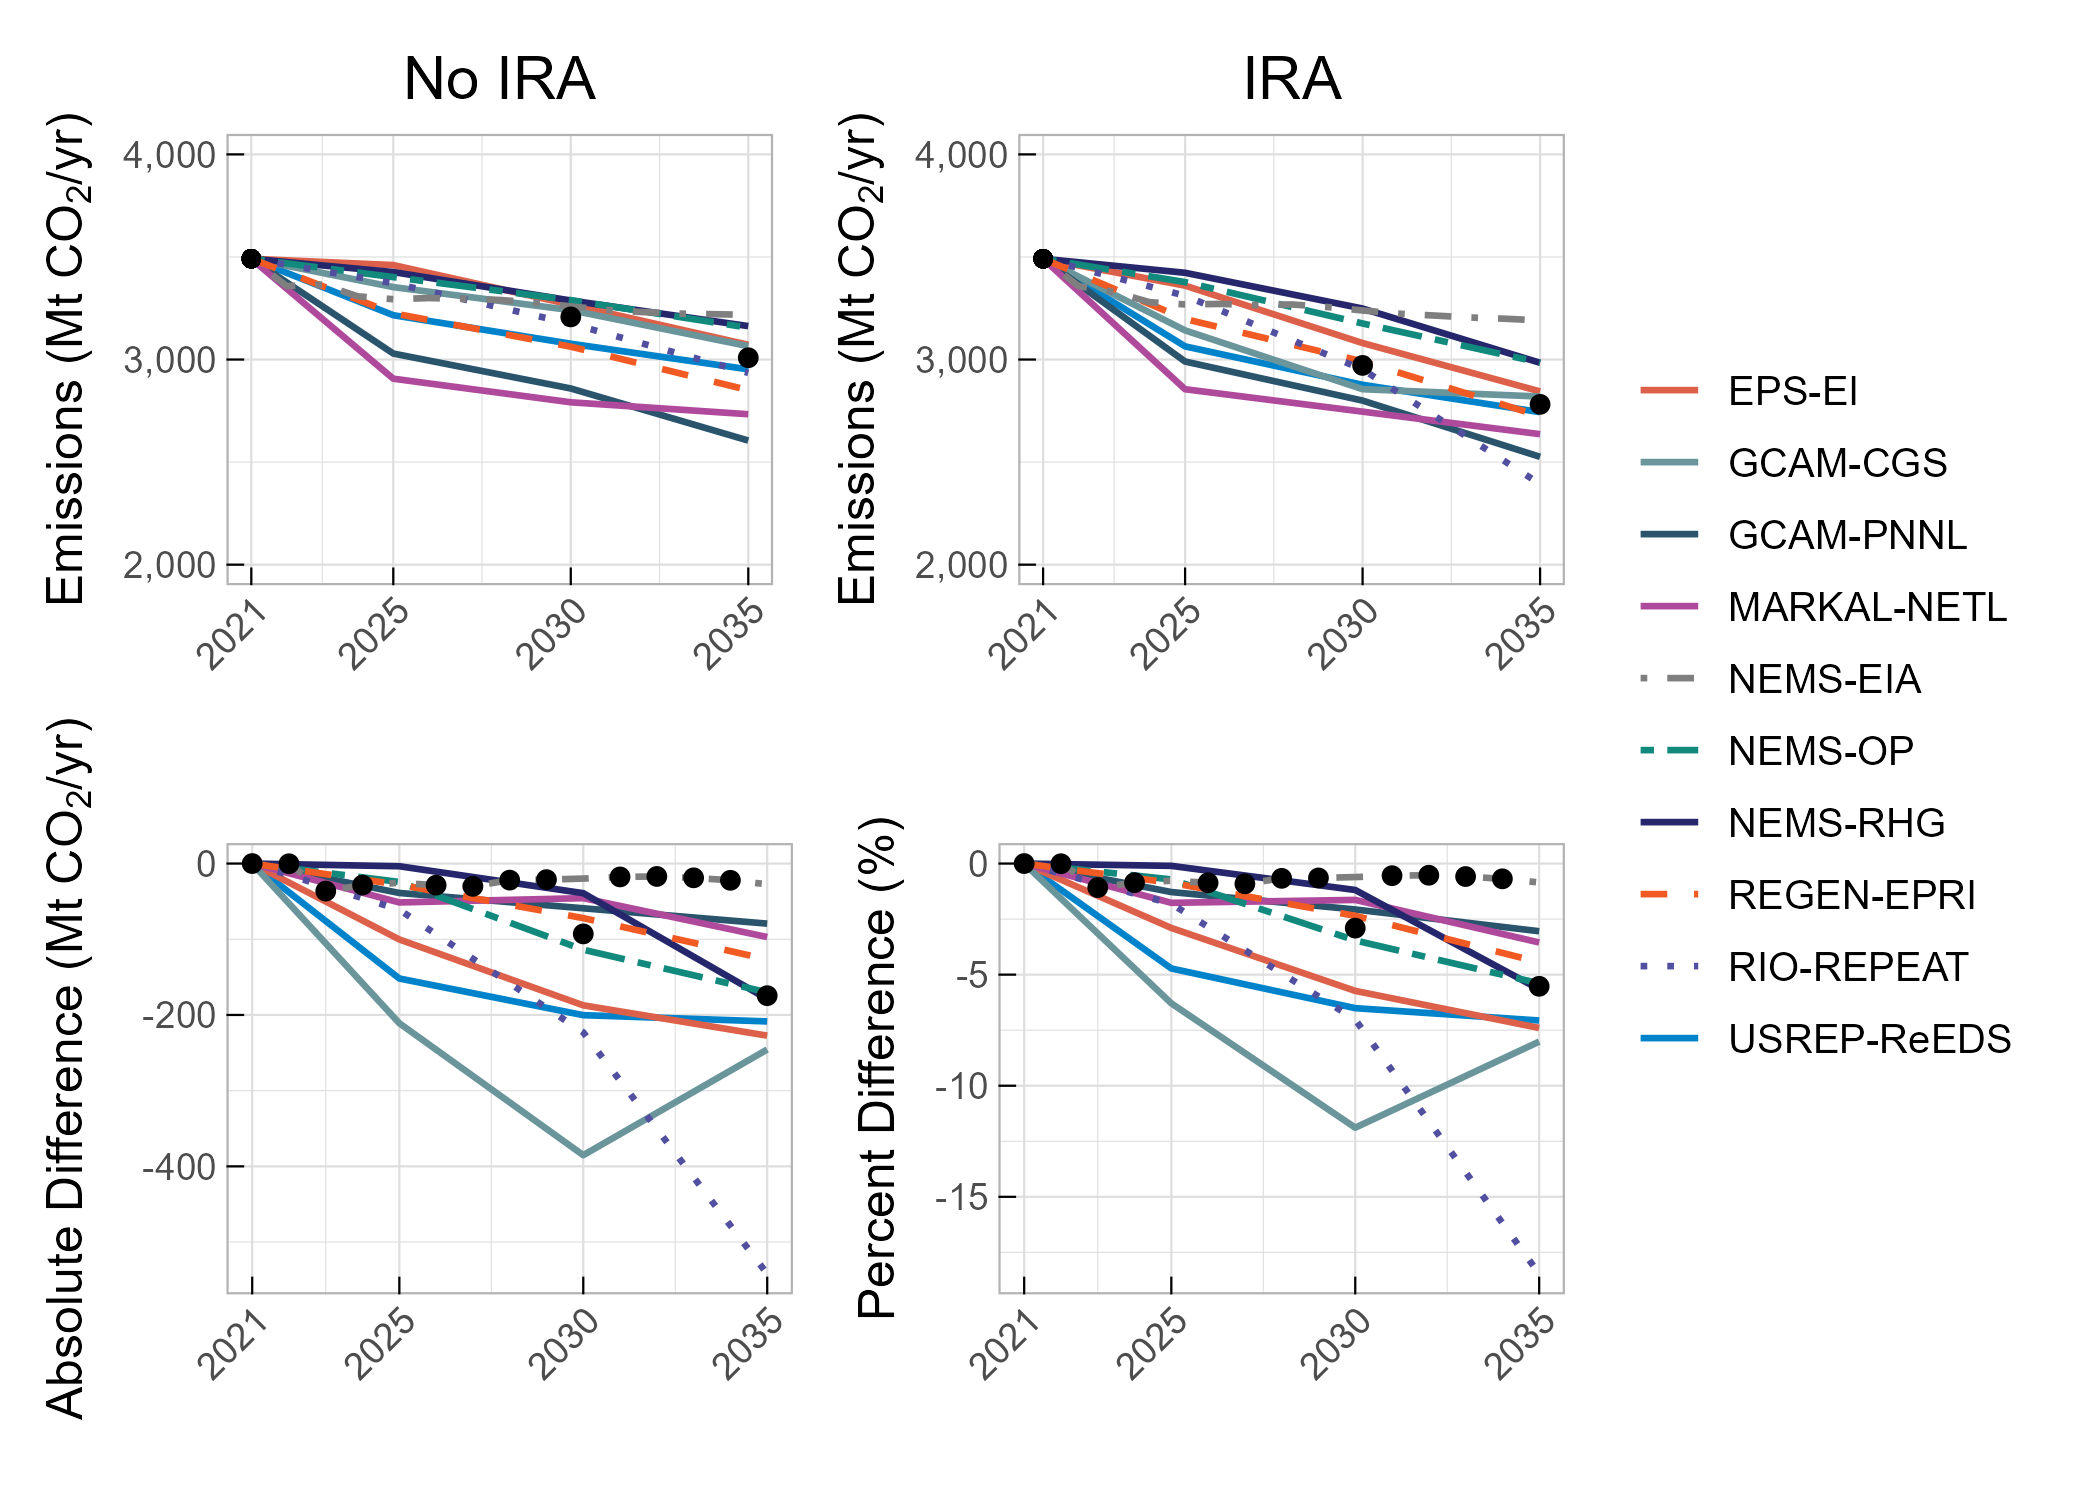 No IRA
IRA
Emissions (Mt CO₂/yr)
4,000
3,000
2,000
2021
2025
2030
2035
Emissions (Mt CO₂/yr)
4,000
3,000
2,000
2021
2025
2030
2035
Absolute Difference (Mt CO₂/yr)
0
-200
-400
2021
2025
2030
2035
Percent Difference (%)
0
-5
-10
-15
2021
2025
2030
2035
EPS-EI
GCAM-CGS
GCAM-PNNL
MARKAL-NETL
NEMS-EIA
NEMS-OP
NEMS-RHG
REGEN-EPRI
RIO-REPEAT
USREP-ReEDS